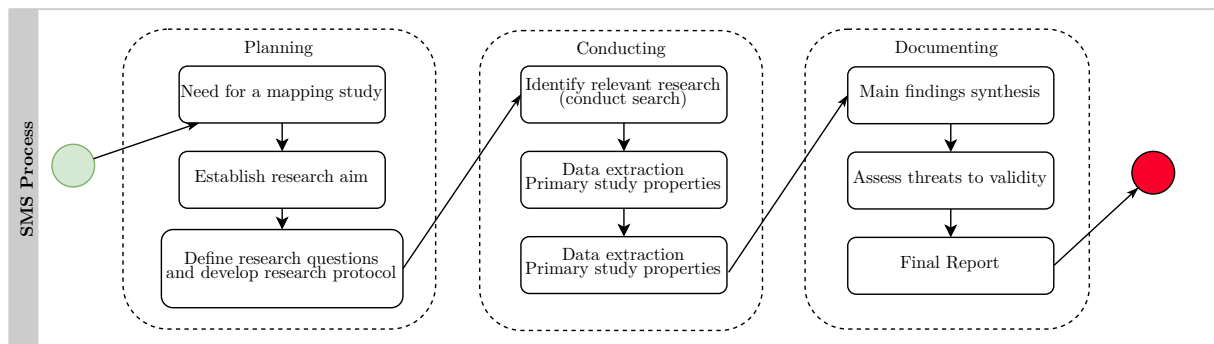 SMS Process
Planning
Need for a mapping study
Establish research aim
Define research questions
and develop research protocol
Conducting
Identify relevant research
(conduct search)
Data extraction
Primary study properties
Data extraction
Primary study properties
Documenting
Main findings synthesis
Assess threats to validity
Final Report